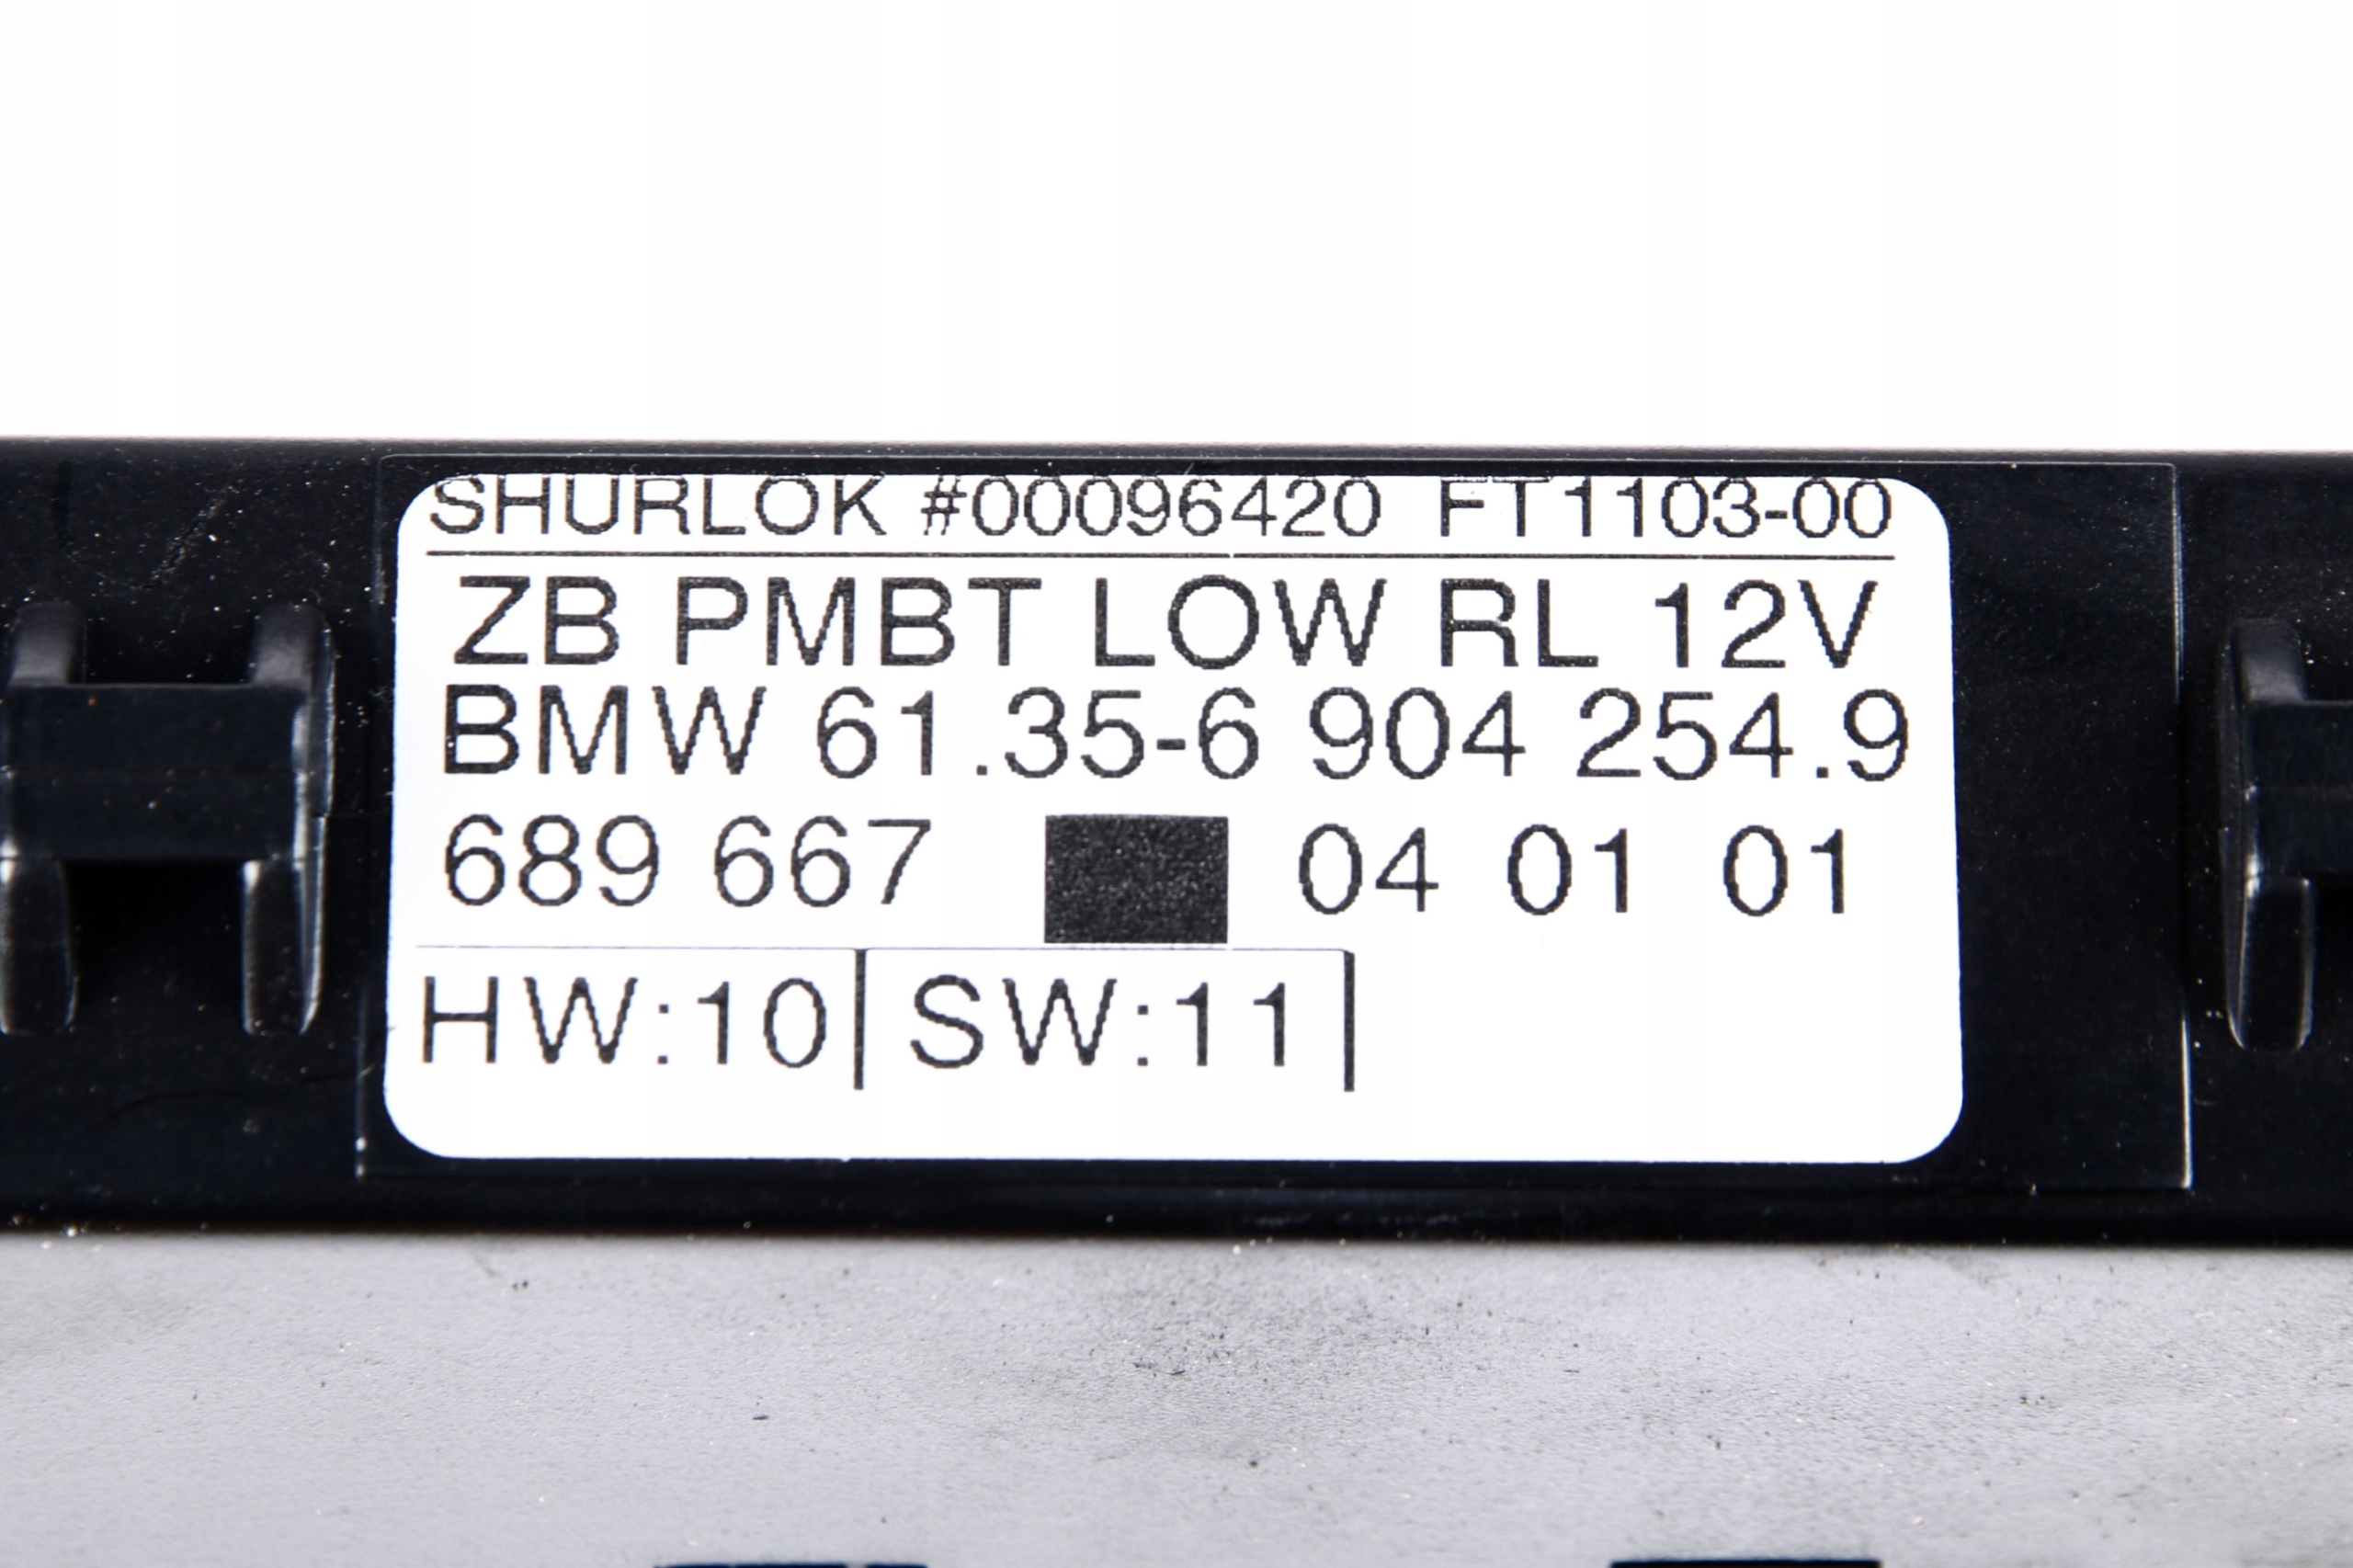 SHURLOK #00096420 FT1103-00
ZB PMBT LOW RL 12V
BMW 61.35-6 904 254.9
689 667 04 01 01
HW:10 SW:11